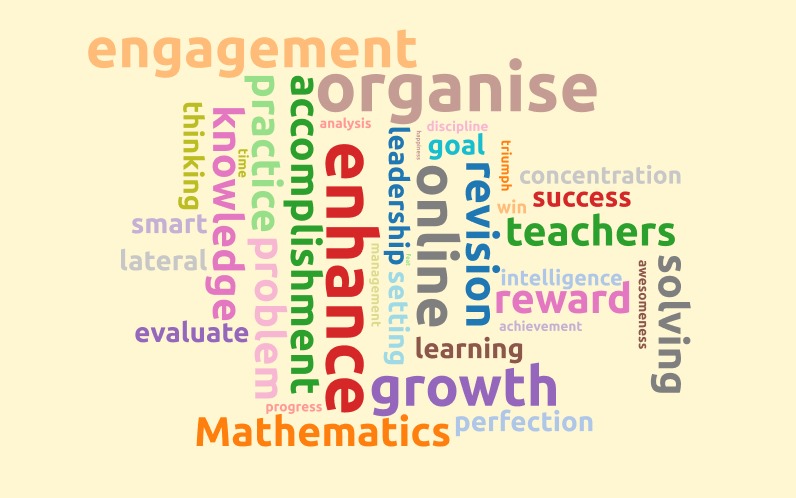 engagement
organise
practice
accomplishment
thinking
knowledge
time
analysis
leadership
happiness
discipline
goal
triumph
concentration
revision
enhance
online
win
success
smart
teachers
lateral
problem
management
feel
setting
intelligence
reward
awesomeness
solving
evaluate
achievement
learning
growth
progress
perfection
Mathematics